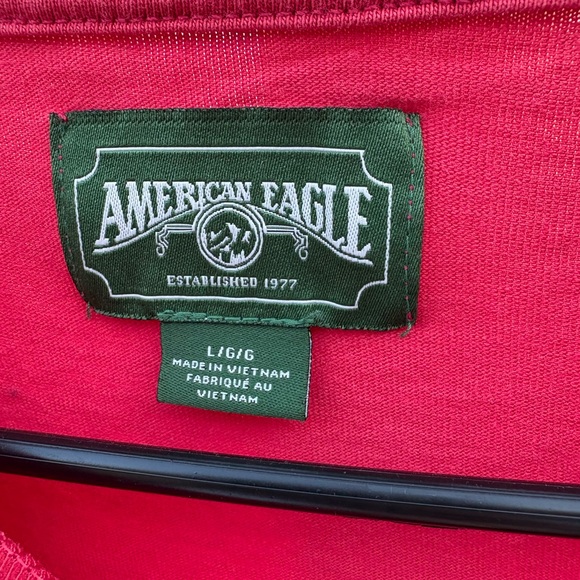 AMERICAN EAGLE
ESTABLISHED 1977
L/G/G
MADE IN VIETNAM
FABRIQUÉ AU
VIETNAM